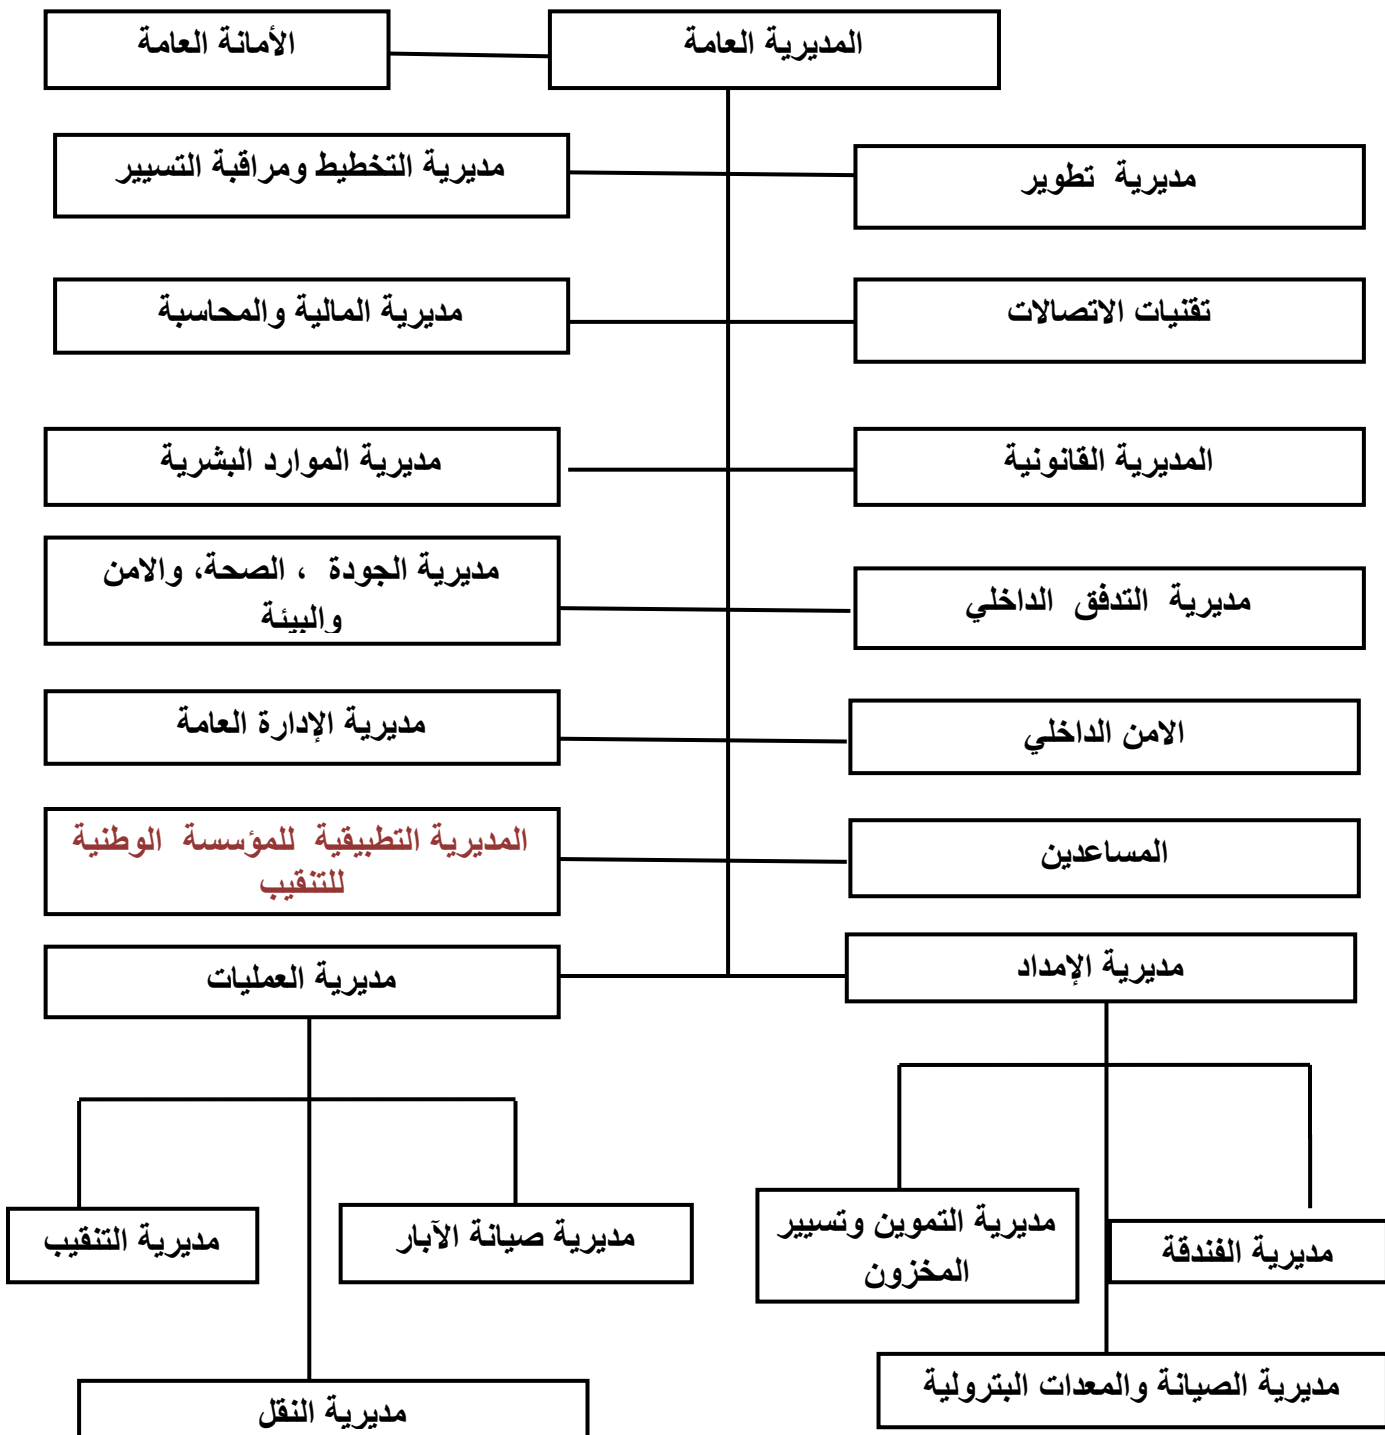 المديرية العامة
الأمانة العامة
مديرية تطوير
مديرية التخطيط ومراقبة التسيير
تقنيات الاتصالات
مديرية المالية والمحاسبة
المديرية القانونية
مديرية الموارد البشرية
مديرية التدفق الداخلي
مديرية الجودة ، الصحة، والامن
والبيئة
الامن الداخلي
مديرية الإدارة العامة
المساعدين
المديرية التطبيقية للمؤسسة الوطنية
للتنقيب
مديرية الإمداد
مديرية العمليات
مديرية الفندقة
مديرية التموين وتسيير
المخزون
مديرية صيانة الآبار
مديرية التنقيب
مديرية الصيانة والمعدات البترولية
مديرية النقل